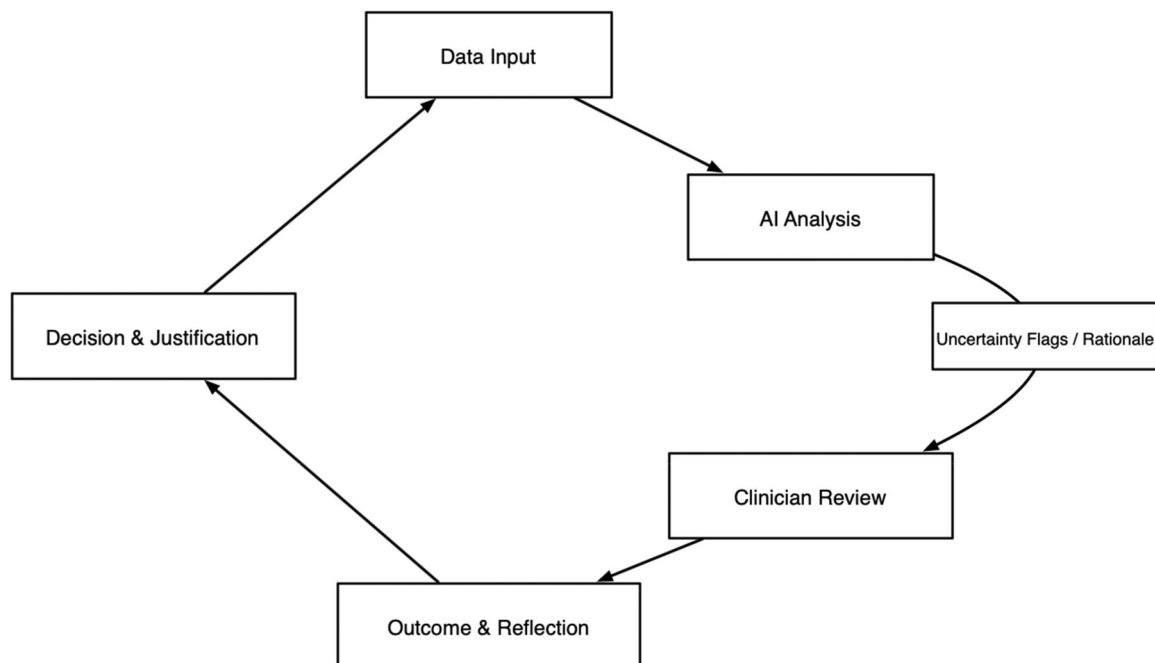 Data Input
AI Analysis
Uncertainty Flags / Rationale
Decision & Justification
Clinician Review
Outcome & Reflection